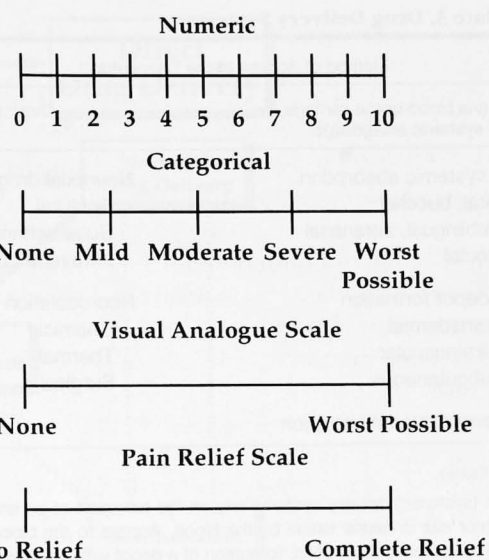 Numeric
0 1 2 3 4 5 6 7 8 9 10
Categorical
None Mild Moderate Severe Worst
Possible
Visual Analogue Scale
None Worst Possible
Pain Relief Scale
o Relief Complete Relief